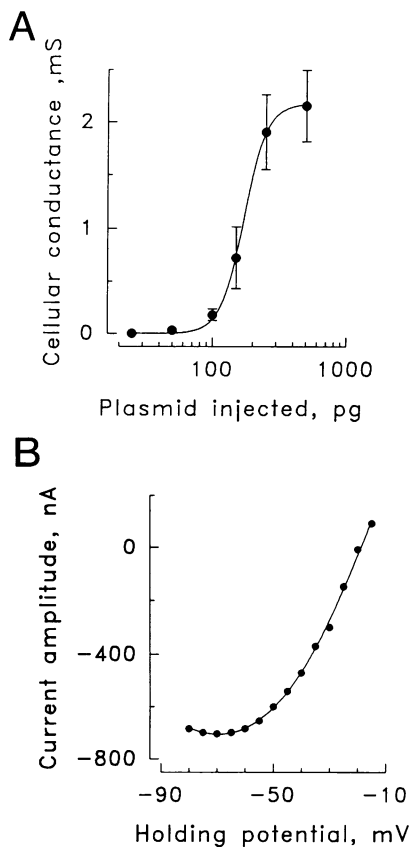 A
Cellular conductance ,mS
2
1
0
100 1000
Plasmid injected, pg
B
Current amplitude, nA
0
−400
−800
−90 −50 −10
Holding potential, mV